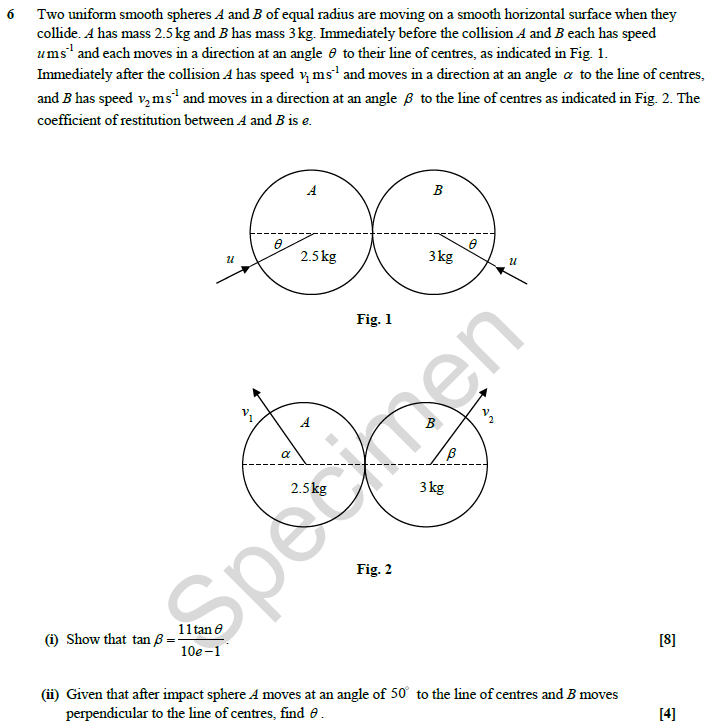 6 Two uniform smooth spheres A and B of equal radius are moving on a smooth horizontal surface when they
collide. A has mass 2.5 kg and B has mass 3 kg. Immediately before the collision A and B each has speed
u m s⁻¹ and each moves in a direction at an angle θ to their line of centres, as indicated in Fig. 1.
Immediately after the collision A has speed v₁ m s⁻¹ and moves in a direction at an angle α to the line of centres,
and B has speed v₂ m s⁻¹ and moves in a direction at an angle β to the line of centres as indicated in Fig. 2. The
coefficient of restitution between A and B is e.
A B
θ θ
u 2.5 kg 3 kg u
Fig. 1
v₁ A B v₂
α β
2.5 kg 3 kg
Fig. 2
Specimen
(i) Show that tan β = 11 tan θ / 10e − 1 . [8]
(ii) Given that after impact sphere A moves at an angle of 50° to the line of centres and B moves
perpendicular to the line of centres, find θ . [4]